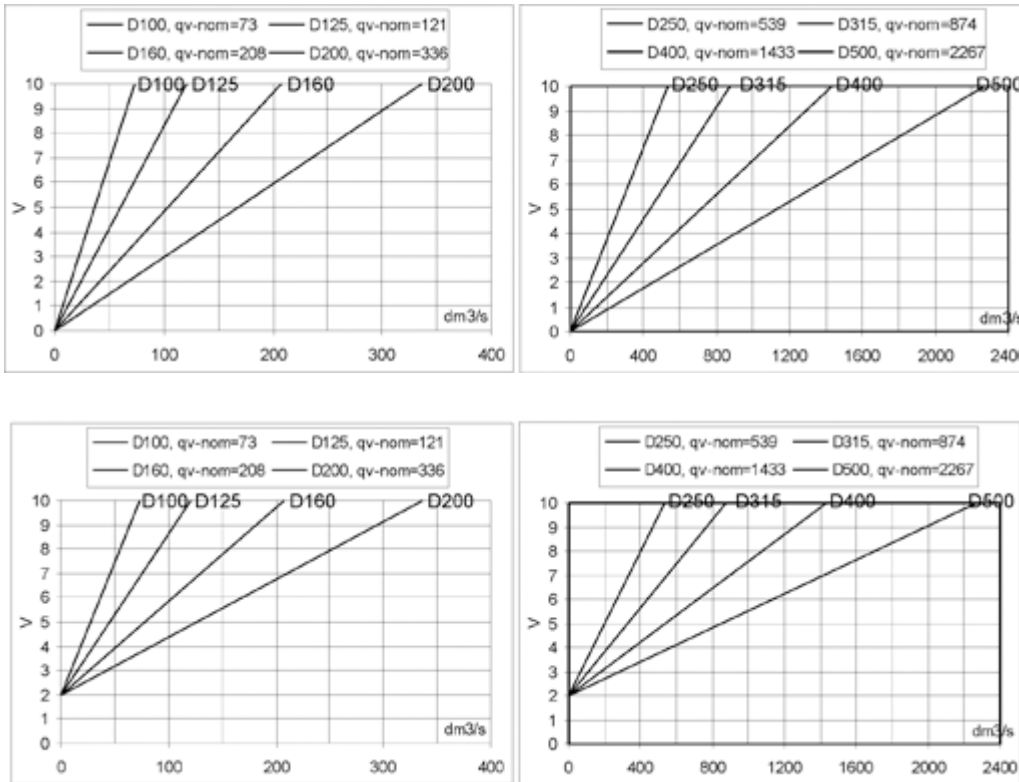 D100, qv-nom=73 D125, qv-nom=121
D160, qv-nom=208 D200, qv-nom=336
10 D100 D125 D160 D200
9
8
7
6
5
V
4
3
2
1
dm3/s
0
0 100 200 300 400
D250, qv-nom=539 D315, qv-nom=874
D400, qv-nom=1433 D500, qv-nom=2267
10 D250 D315 D400 D500
9
8
7
6
5
V
4
3
2
1
dm3/s
0
0 400 800 1200 1600 2000 2400
D100, qv-nom=73 D125, qv-nom=121
D160, qv-nom=208 D200, qv-nom=336
10 D100 D125 D160 D200
9
8
7
6
5
V
4
3
2
1
dm3/s
0
0 100 200 300 400
D250, qv-nom=539 D315, qv-nom=874
D400, qv-nom=1433 D500, qv-nom=2267
10 D250 D315 D400 D500
9
8
7
6
5
V
4
3
2
1
dm3/s
0
0 400 800 1200 1600 2000 2400